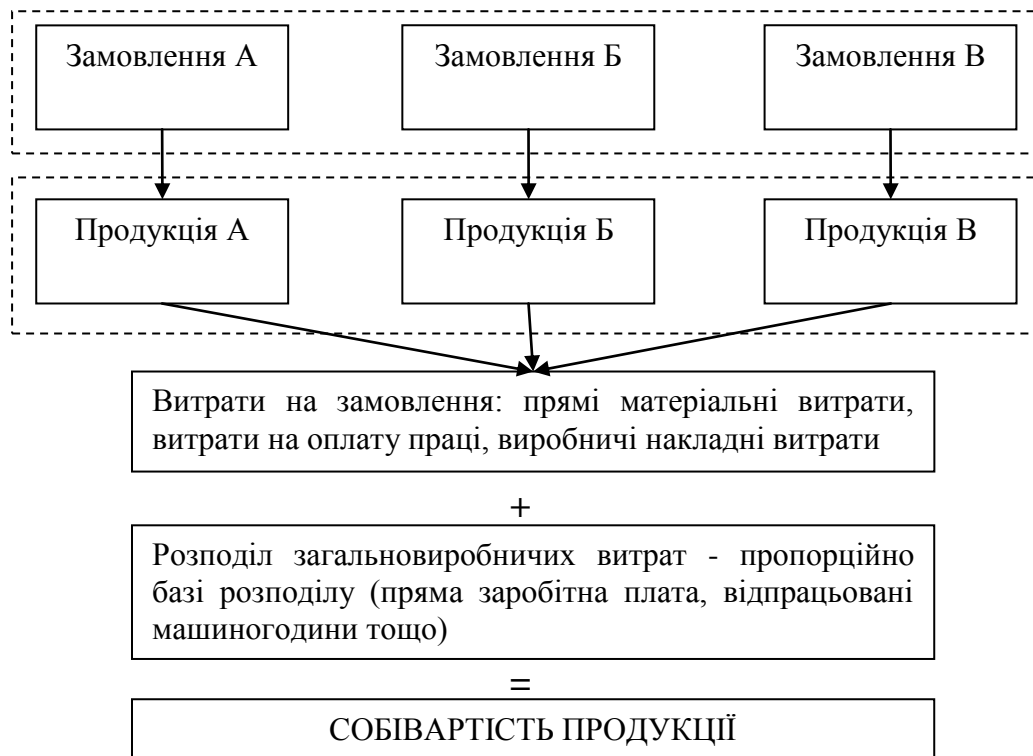 Замовлення А
Замовлення Б
Замовлення В
Продукція А
Продукція Б
Продукція В
Витрати на замовлення: прямі матеріальні витрати,
витрати на оплату праці, виробничі накладні витрати
+
Розподіл загальновиробничих витрат - пропорційно
базі розподілу (пряма заробітна плата, відпрацьовані
машиногодини тощо)
=
СОБІВАРТІСТЬ ПРОДУКЦІЇ